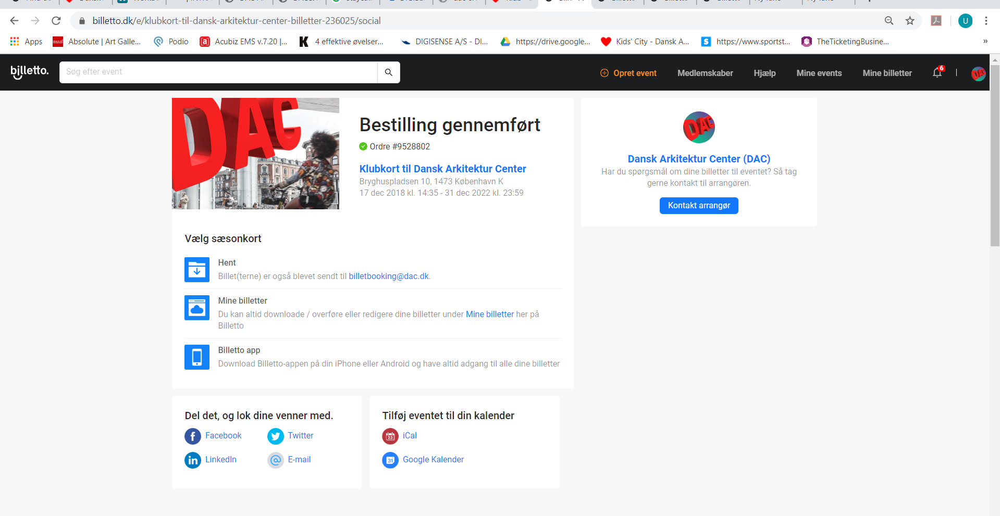 billetto.dk/e/klubkort-til-dansk-arkitektur-center-billetter-236025/social
U
Apps
Absolute | Art Galle...
Podio
Acubiz EMS v.7.20 |...
4 effektive øvelser...
DIGISENSE A/S - DI...
https://drive.google...
Kids' City - Dansk A...
https://www.sportst...
TheTicketingBusine...
»
billetto.
Søg efter event
Opret event
Medlemskaber
Hjælp
Mine events
Mine billetter
6
DAC
DAC
Bestilling gennemført
Ordre #9528802
Klubkort til Dansk Arkitektur Center
Bryghuspladsen 10, 1473 København K
17 dec 2018 kl. 14:35 - 31 dec 2022 kl. 23:59
DAC
Dansk Arkitektur Center (DAC)
Har du spørgsmål om dine billetter til eventet? Så tag
gerne kontakt til arrangøren.
Kontakt arrangør
Vælg sæsonkort
Hent
Billet(terne) er også blevet sendt til billetbooking@dac.dk.
Mine billetter
Du kan altid downloade / overføre eller redigere dine billetter under Mine billetter her på
Billetto
Billetto app
Download Billetto-appen på din iPhone eller Android og have altid adgang til alle dine billetter
Del det, og lok dine venner med.
Facebook
Twitter
LinkedIn
E-mail
Tilføj eventet til din kalender
23
iCal
31
Google Kalender